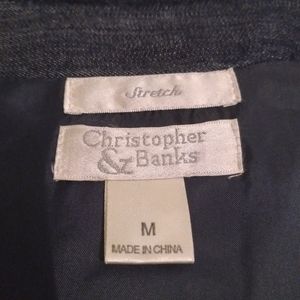 Stretch
Christopher
& Banks
M
MADE IN CHINA